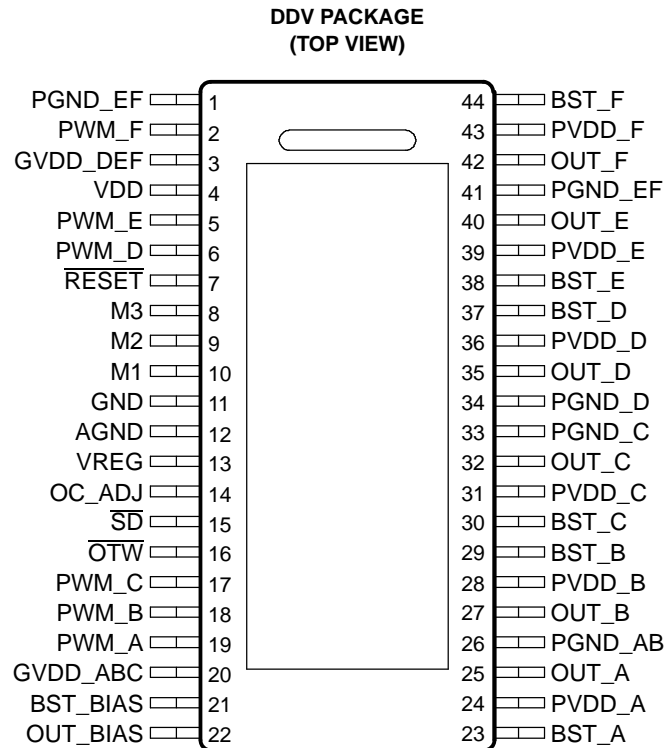 DDV PACKAGE
(TOP VIEW)
PGND_EF 1 44 BST_F
PWM_F 2 43 PVDD_F
GVDD_DEF 3 42 OUT_F
VDD 4 41 PGND_EF
PWM_E 5 40 OUT_E
PWM_D 6 39 PVDD_E
RESET 7 38 BST_E
M3 8 37 BST_D
M2 9 36 PVDD_D
M1 10 35 OUT_D
GND 11 34 PGND_D
AGND 12 33 PGND_C
VREG 13 32 OUT_C
OC_ADJ 14 31 PVDD_C
SD 15 30 BST_C
OTW 16 29 BST_B
PWM_C 17 28 PVDD_B
PWM_B 18 27 OUT_B
PWM_A 19 26 PGND_AB
GVDD_ABC 20 25 OUT_A
BST_BIAS 21 24 PVDD_A
OUT_BIAS 22 23 BST_A